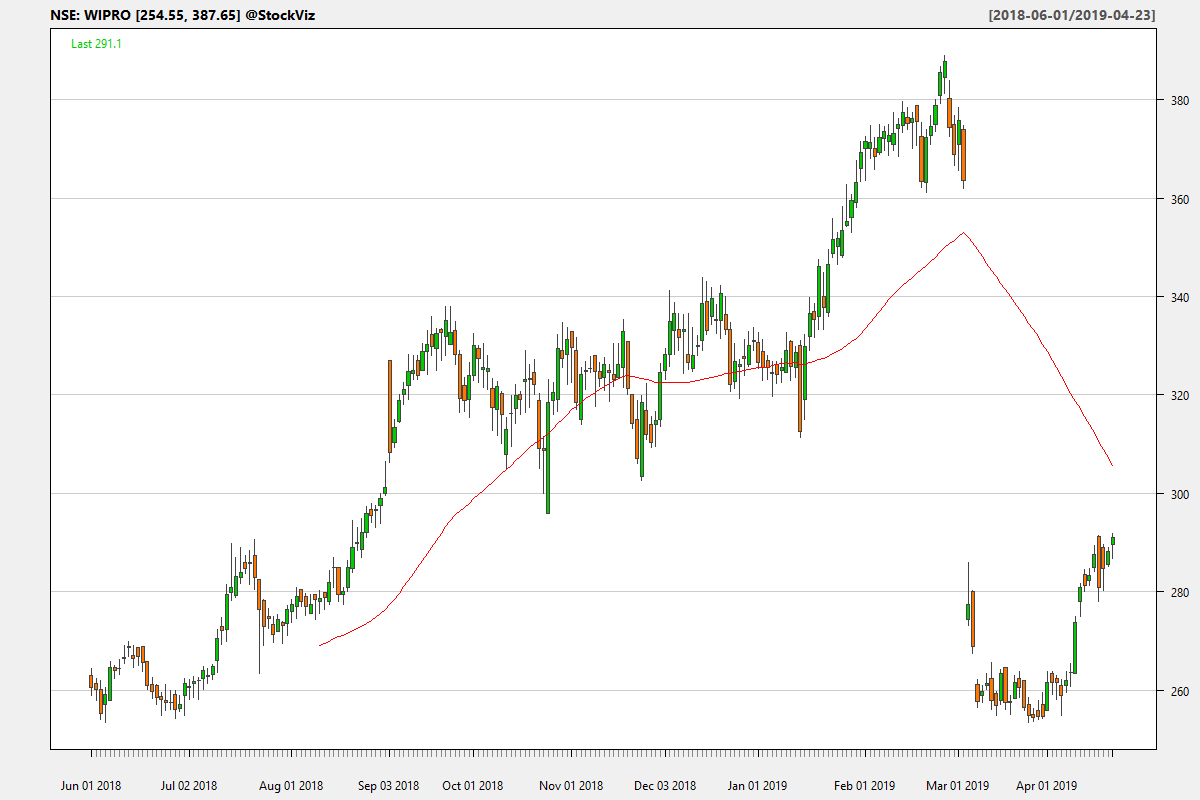 NSE: WIPRO [254.55, 387.65] @StockViz [2018-06-01/2019-04-23]
Last 291.1
380
360
340
320
300
280
260
Jun 01 2018 Jul 02 2018 Aug 01 2018 Sep 03 2018 Oct 01 2018 Nov 01 2018 Dec 03 2018 Jan 01 2019 Feb 01 2019 Mar 01 2019 Apr 01 2019